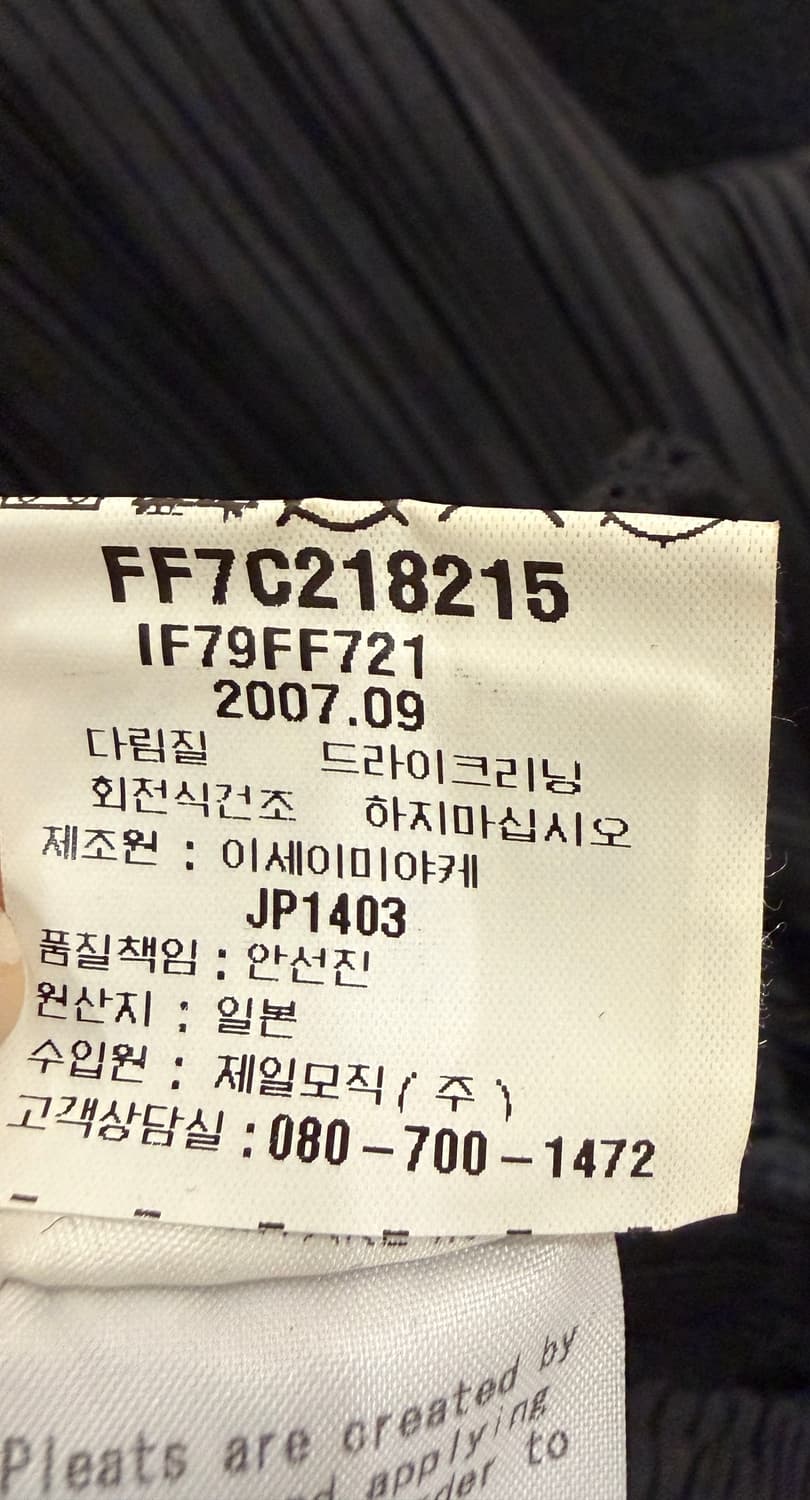 FF7C218215
IF79FF721
2007.09
다림질 드라이크리닝
회전식건조 하지마십시오
제조원 : 이세이미야케
JP1403
품질책임 : 안선진
원산지 : 일본
수입원 : 제일모직 ( 주 )
고객상담실 : 080-700-1472
Pleats are created by
applying
to